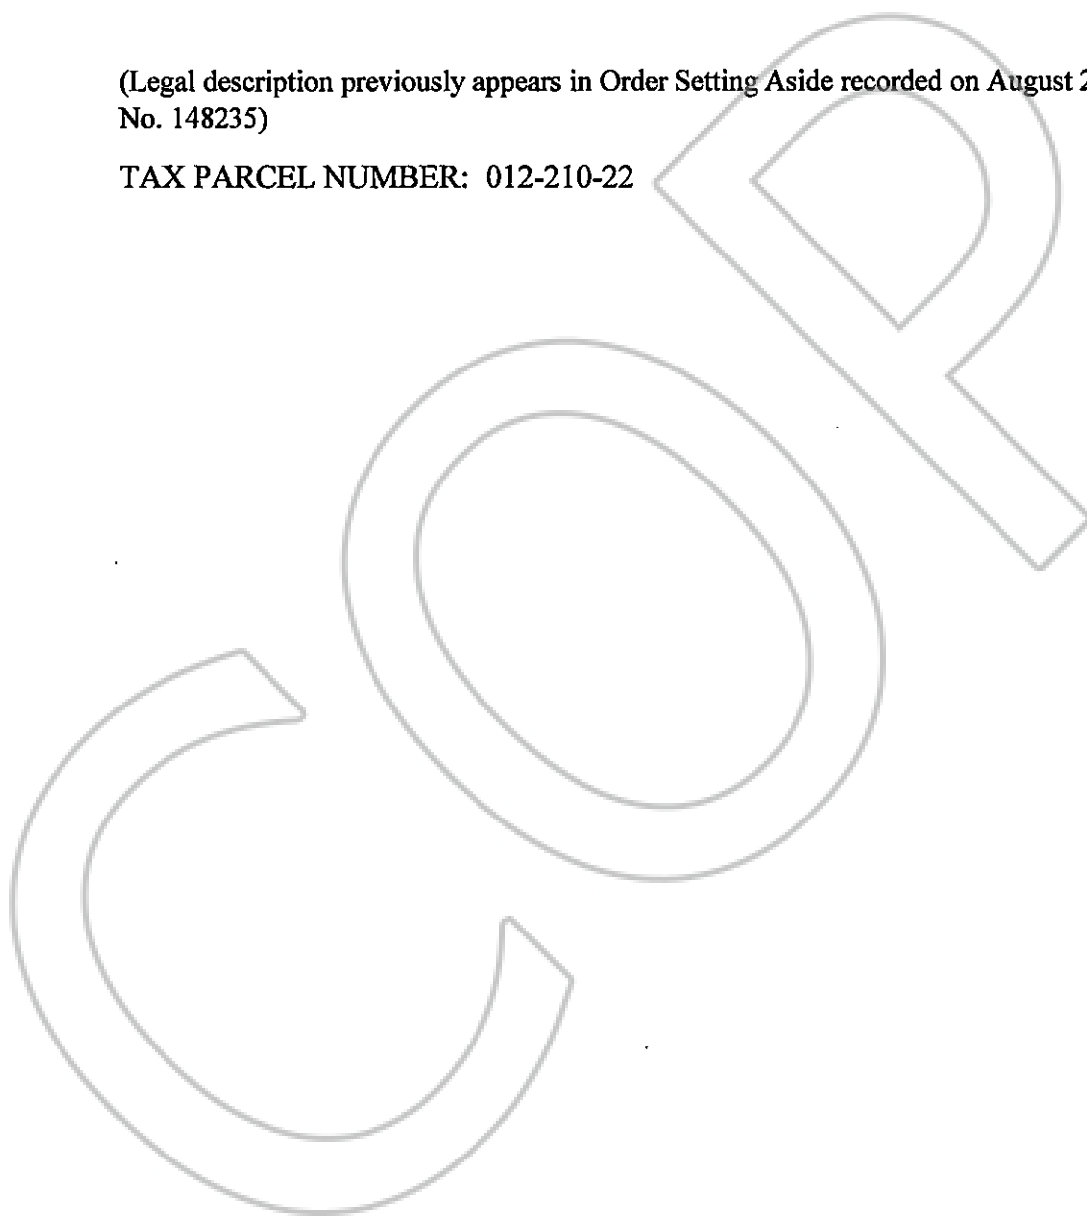 (Legal description previously appears in Order Setting Aside recorded on August 2
No. 148235)
TAX PARCEL NUMBER: 012-210-22
COP